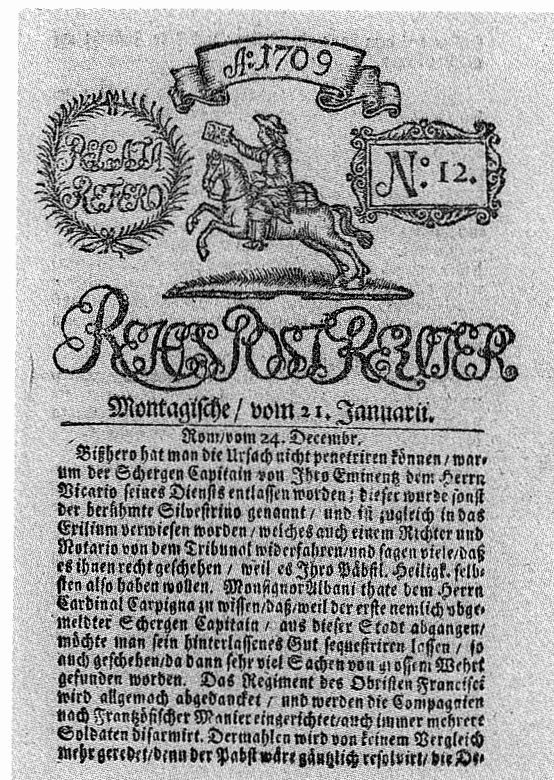 A:1709
RELATA
REFERO
N: 12.
REICHS POST REUTER
Montagische / vom 21. Januarii.
Rom / vom 24. Decembr.
Bißhero hat man die Ursach nicht penetriren können / war-
um der Schergen Capitain von Ihro Eminentz dem Herrn
Vicario seines Diensts entlassen worden; dieser wurde sonst
der berühmte Silvestrino genannt / und ist zugleich in das
Exilium verwiesen worden / welches auch einem Richter und
Notario von dem Tribunal widerfahren / und sagen viele / daß
es ihnen recht geschehen / weil es Ihro Päbstl. Heiligk. selb-
sten also haben wollen. Monsignor Albani thate dem Herrn
Cardinal Carpigna zu wissen / daß / weil der erste nemlich obge-
meldter Schergen Capitain / aus dieser Stadt abgangen /
möchte man sein hinterlassenes Gut sequestriren lassen / so
auch geschehen / da dann sehr viel Sachen von grossem Wehrt
gefunden worden. Das Regiment des Obristen Francisci
wird allgemach abgedancket / und werden die Compagnien
nach Frantzösischer Manier eingerichtet / auch immer mehrere
Soldaten disarmirt. Dermahlen wird von keinem Vergleich
mehr geredet / denn der Pabst wäre gäntzlich resolvirt / die De-